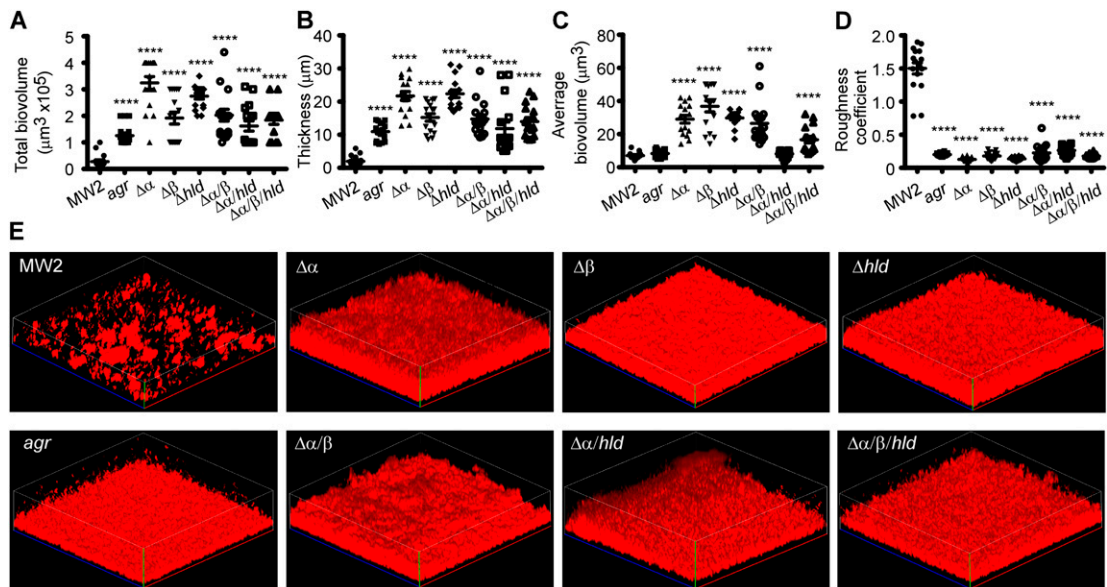 A
Total biovolume
(μm3 x10⁵)
5
4
3
2
1
0
****
****
****
****
****
****
****
MW2
agr
Δα
Δβ
Δhld
Δα/β
Δα/hld
Δα/β/hld
B
Thickness (μm)
40
30
20
10
0
****
****
****
****
****
****
****
MW2
agr
Δα
Δβ
Δhld
Δα/β
Δα/hld
Δα/β/hld
C
Averrage
biovolume (μm³)
80
60
40
20
0
****
****
****
****
****
MW2
agr
Δα
Δβ
Δhld
Δα/β
Δα/hld
Δα/β/hld
D
Roughness
coefficient
2.0
1.5
1.0
0.5
0
****
****
****
****
****
****
****
MW2
agr
Δα
Δβ
Δhld
Δα/β
Δα/hld
Δα/β/hld
E
MW2
Δα
Δβ
Δhld
agr
Δα/β
Δα/hld
Δα/β/hld